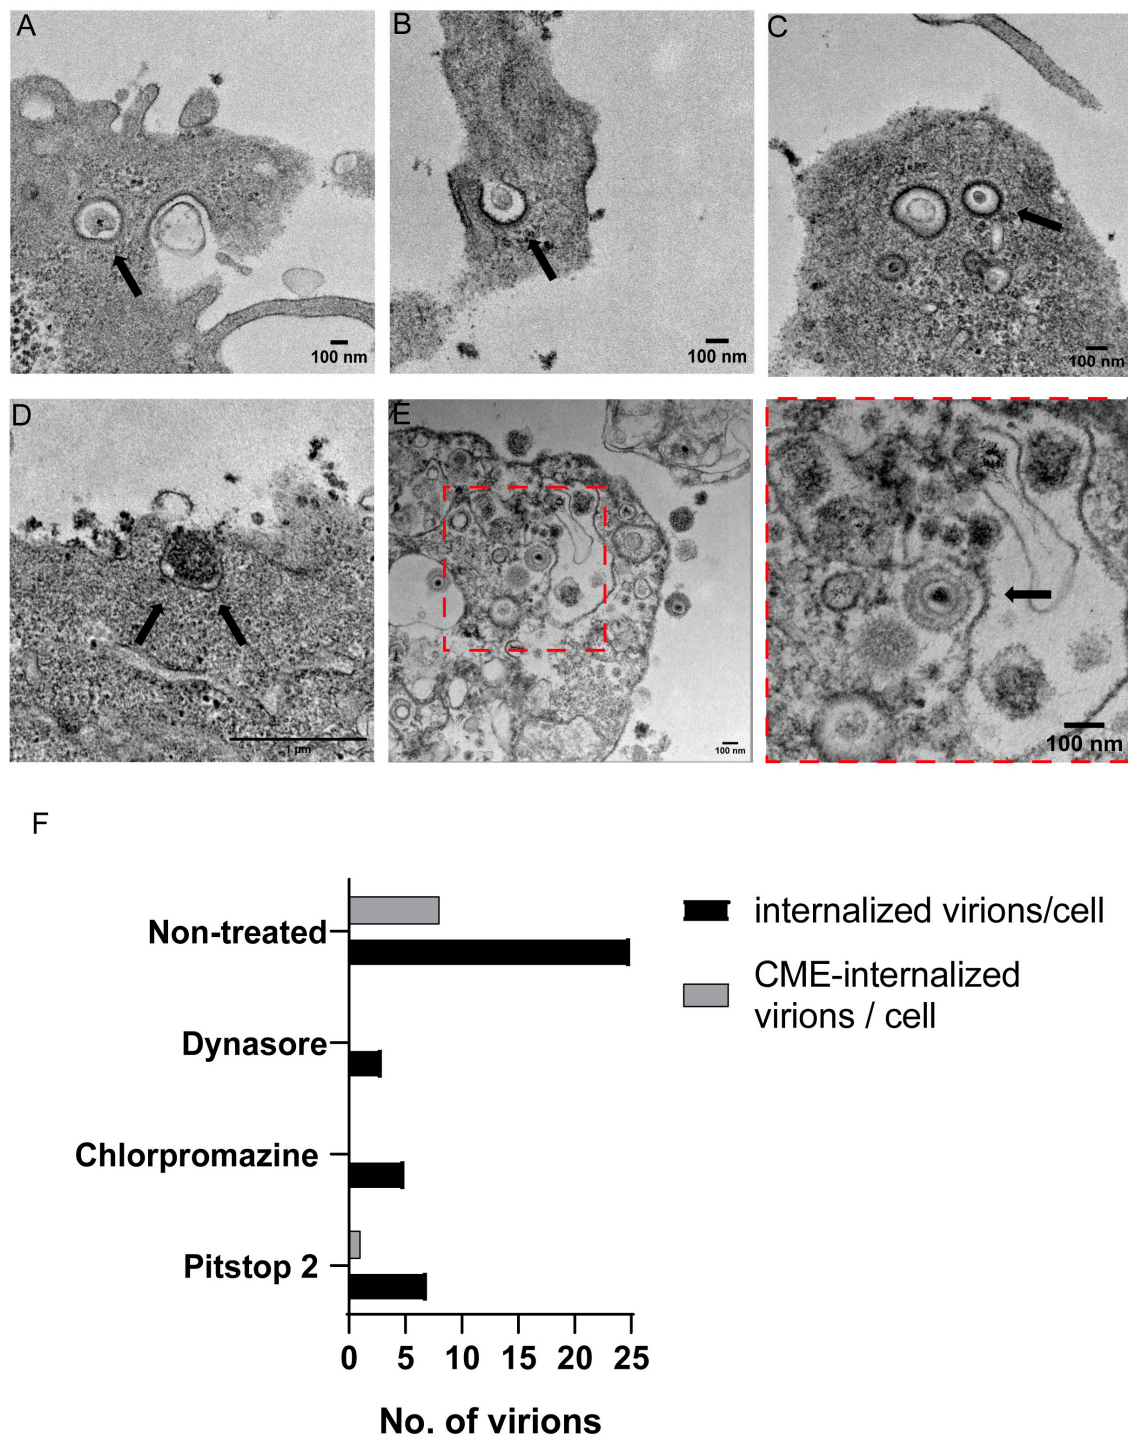 A
B
C
100 nm
100 nm
100 nm
D
E
1 µm
100 nm
100 nm
F
Non-treated
Dynasore
Chlorpromazine
Pitstop 2
0 5 10 15 20 25
No. of virions
internalized virions/cell
CME-internalized
virions / cell